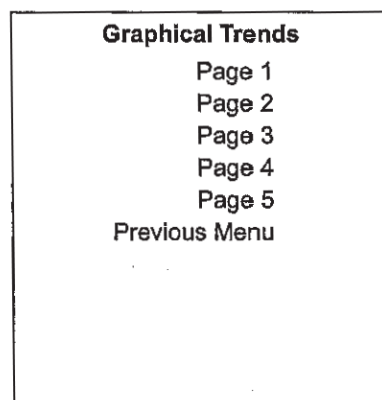 Graphical Trends
Page 1
Page 2
Page 3
Page 4
Page 5
Previous Menu